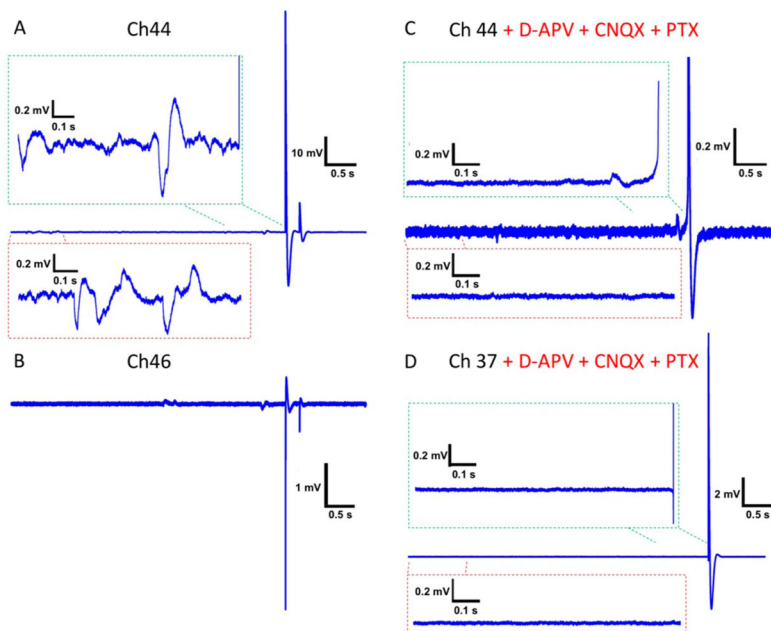 A
Ch44
0.2 mV
0.1 s
10 mV
0.5 s
0.2 mV
0.1 s
B
Ch46
1 mV
0.5 s
C
Ch 44 + D-APV + CNQX + PTX
0.2 mV
0.1 s
0.2 mV
0.5 s
0.2 mV
0.1 s
D
Ch 37 + D-APV + CNQX + PTX
0.2 mV
0.1 s
2 mV
0.5 s
0.2 mV
0.1 s